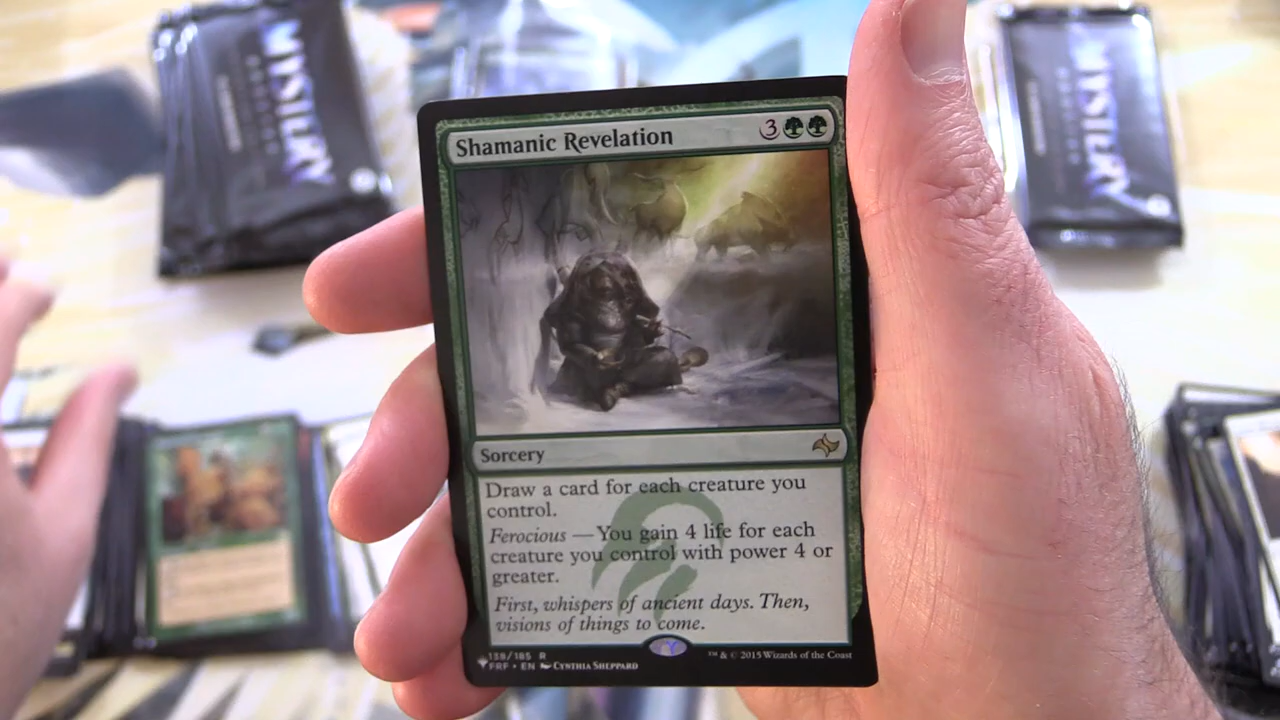 MYSTERY
MYSTERY
Shamanic Revelation 3
Sorcery
Draw a card for each creature you
control.
Ferocious — You gain 4 life for each
creature you control with power 4 or
greater.
First, whispers of ancient days. Then,
visions of things to come.
138/185 R
FRF • EN Cynthia Sheppard
™ & © 2015 Wizards of the Coast